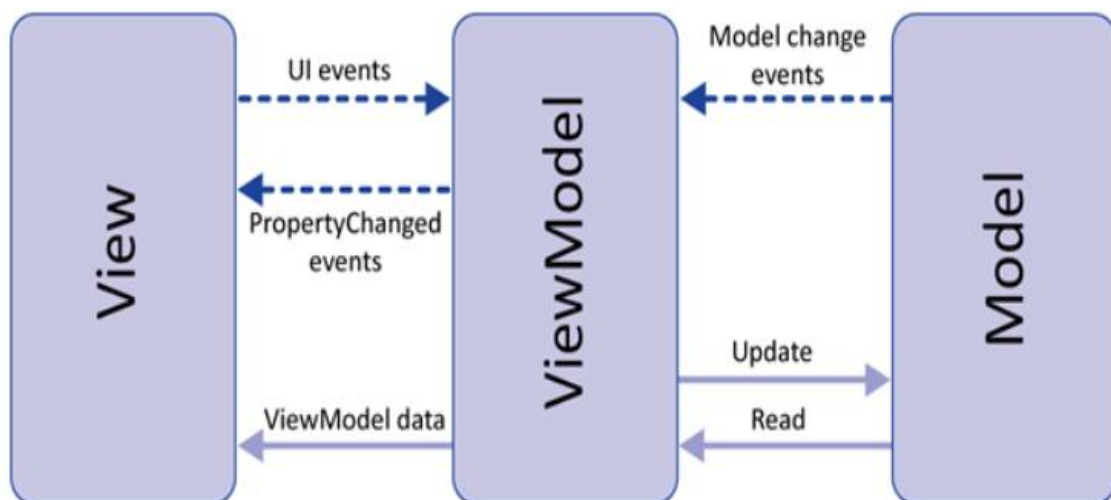 View
UI events
PropertyChanged
events
ViewModel data
ViewModel
Model change
events
Update
Read
Model